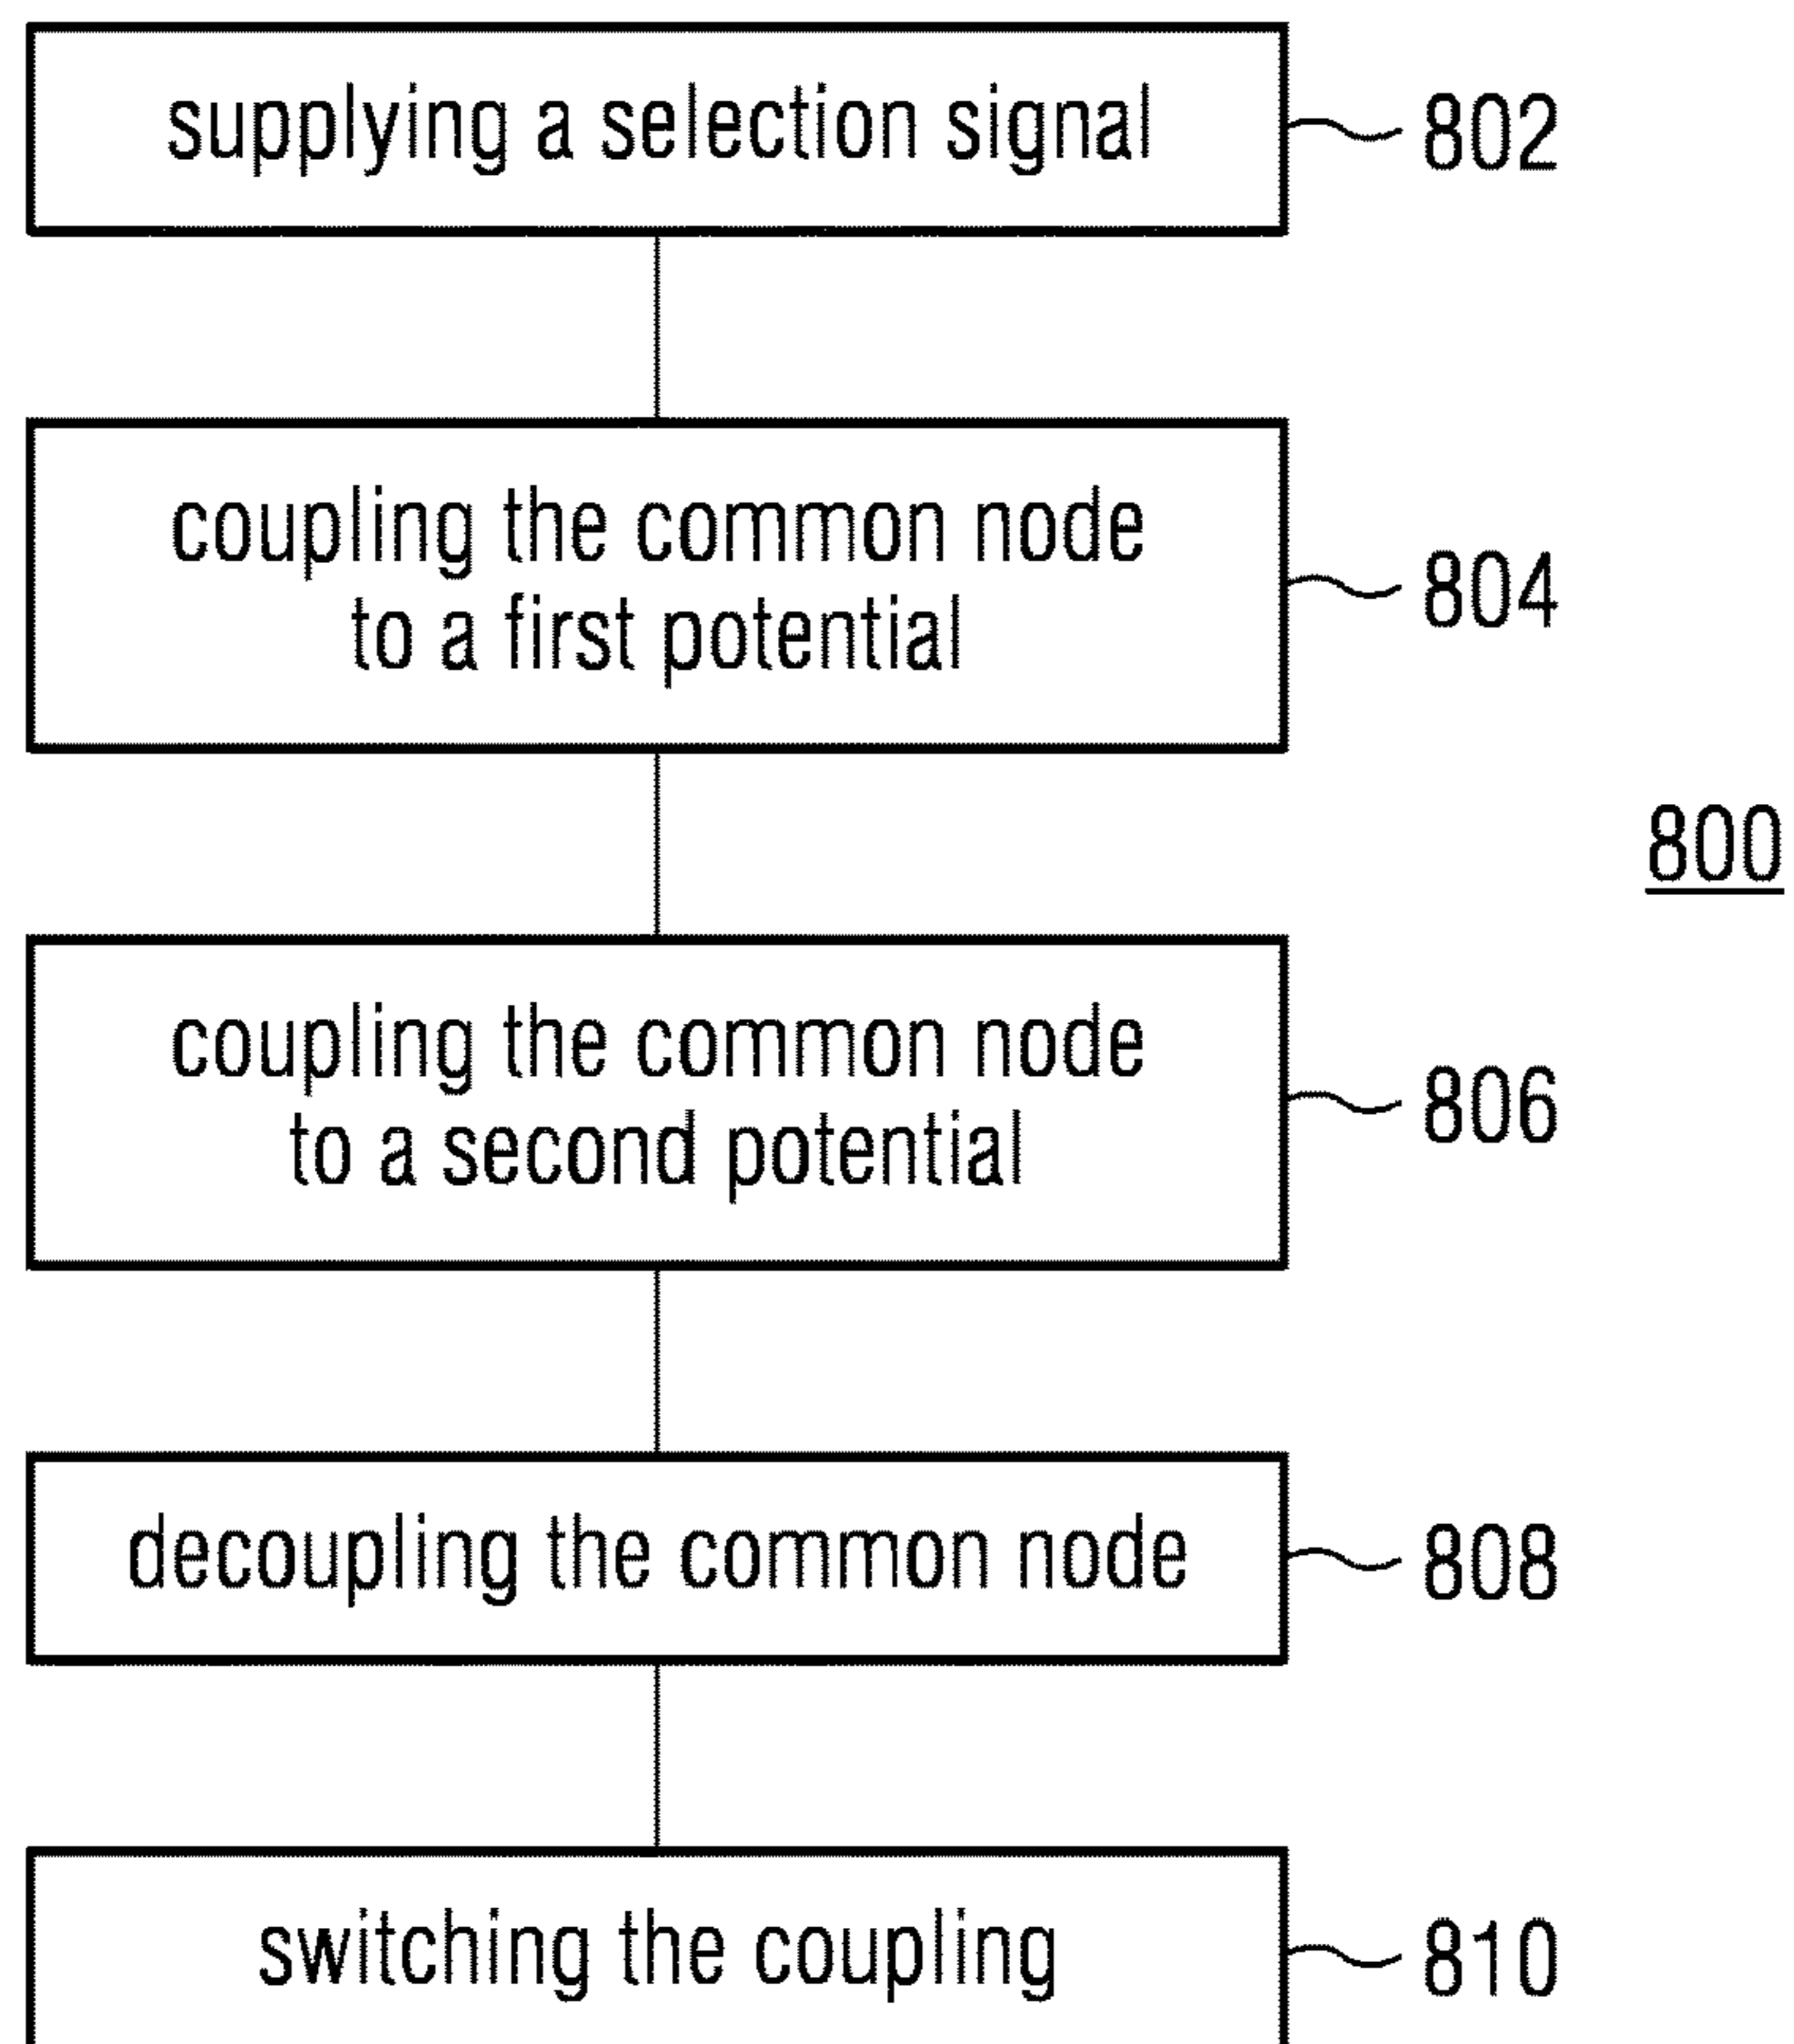 supplying a selection signal
802
coupling the common node
to a first potential
804
800
coupling the common node
to a second potential
806
decoupling the common node
808
switching the coupling
810